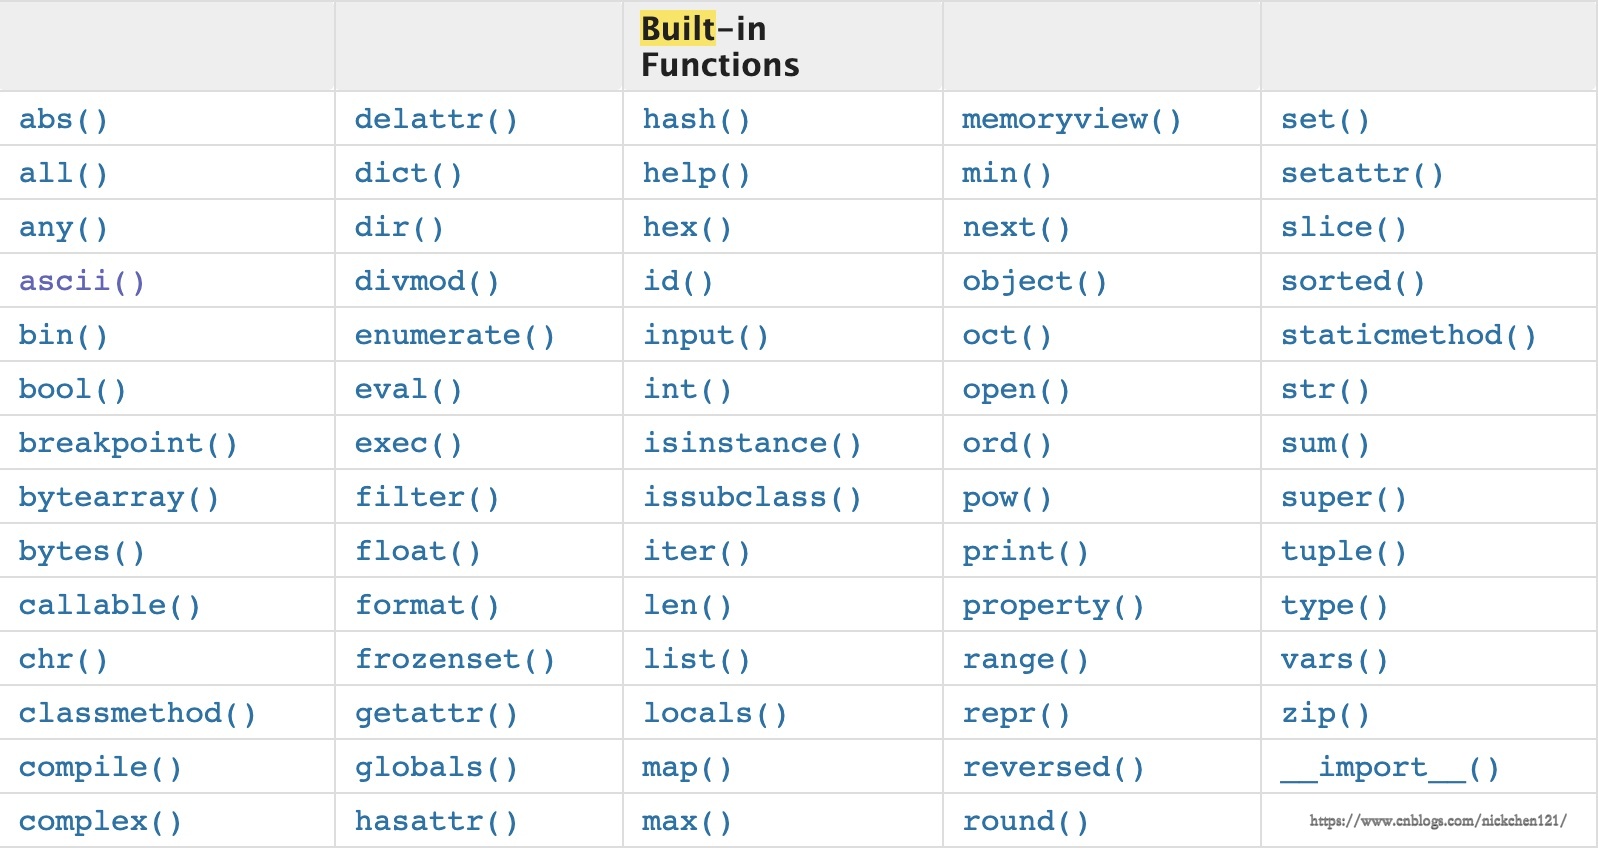 Built-in
Functions
abs() delattr() hash() memoryview() set()
all() dict() help() min() setattr()
any() dir() hex() next() slice()
ascii() divmod() id() object() sorted()
bin() enumerate() input() oct() staticmethod()
bool() eval() int() open() str()
breakpoint() exec() isinstance() ord() sum()
bytearray() filter() issubclass() pow() super()
bytes() float() iter() print() tuple()
callable() format() len() property() type()
chr() frozenset() list() range() vars()
classmethod() getattr() locals() repr() zip()
compile() globals() map() reversed() __import__()
complex() hasattr() max() round() https://www.cnblogs.com/nickchen121/